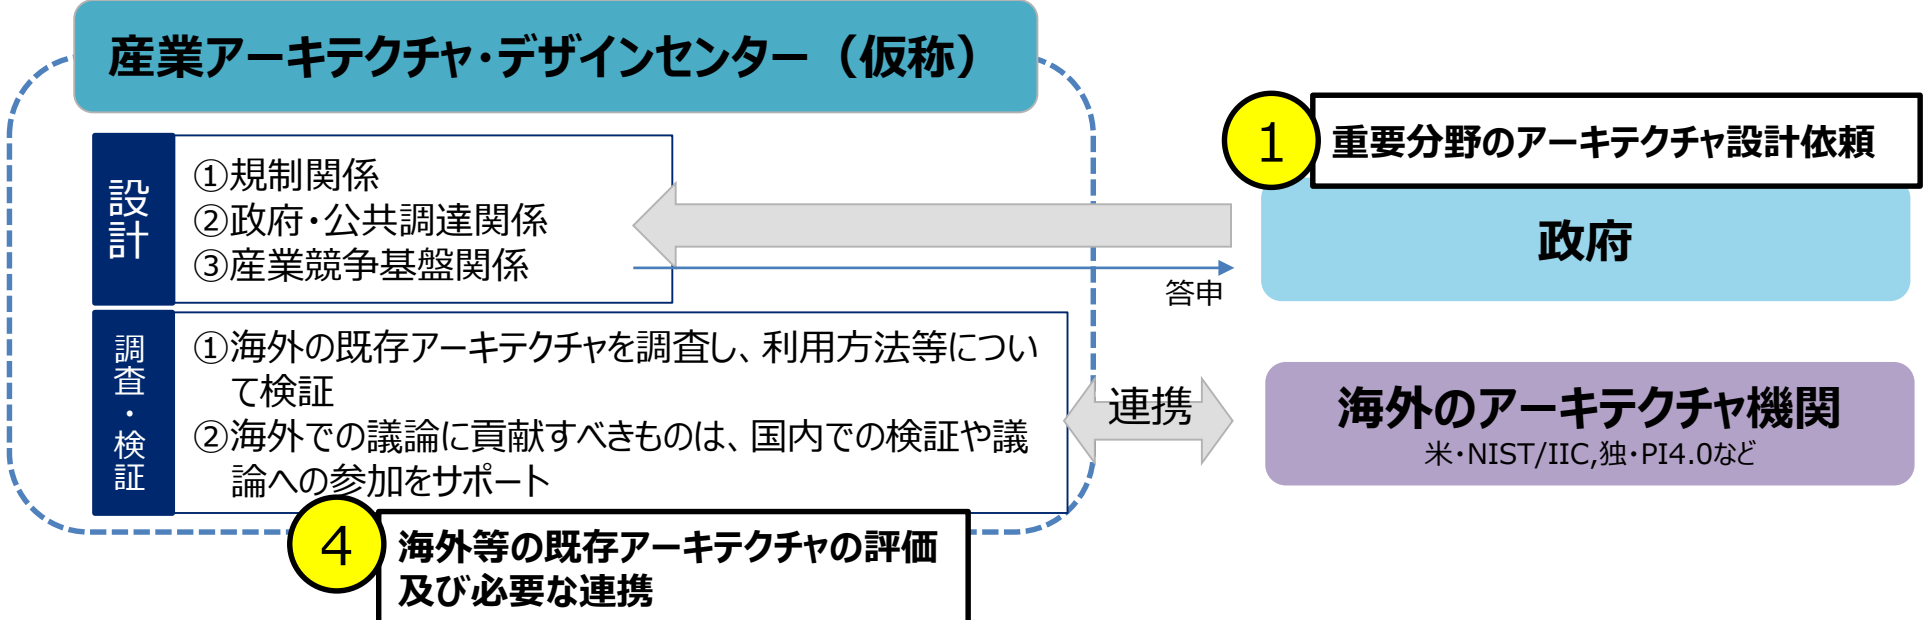 産業アーキテクチャ・デザインセンター（仮称）
設計
①規制関係
②政府・公共調達関係
③産業競争基盤関係
1
重要分野のアーキテクチャ設計依頼
政府
答申
調査・検証
①海外の既存アーキテクチャを調査し、利用方法等につい
て検証
②海外での議論に貢献すべきものは、国内での検証や議
論への参加をサポート
連携
海外のアーキテクチャ機関
米・NIST/IIC,独・PI4.0など
4
海外等の既存アーキテクチャの評価
及び必要な連携